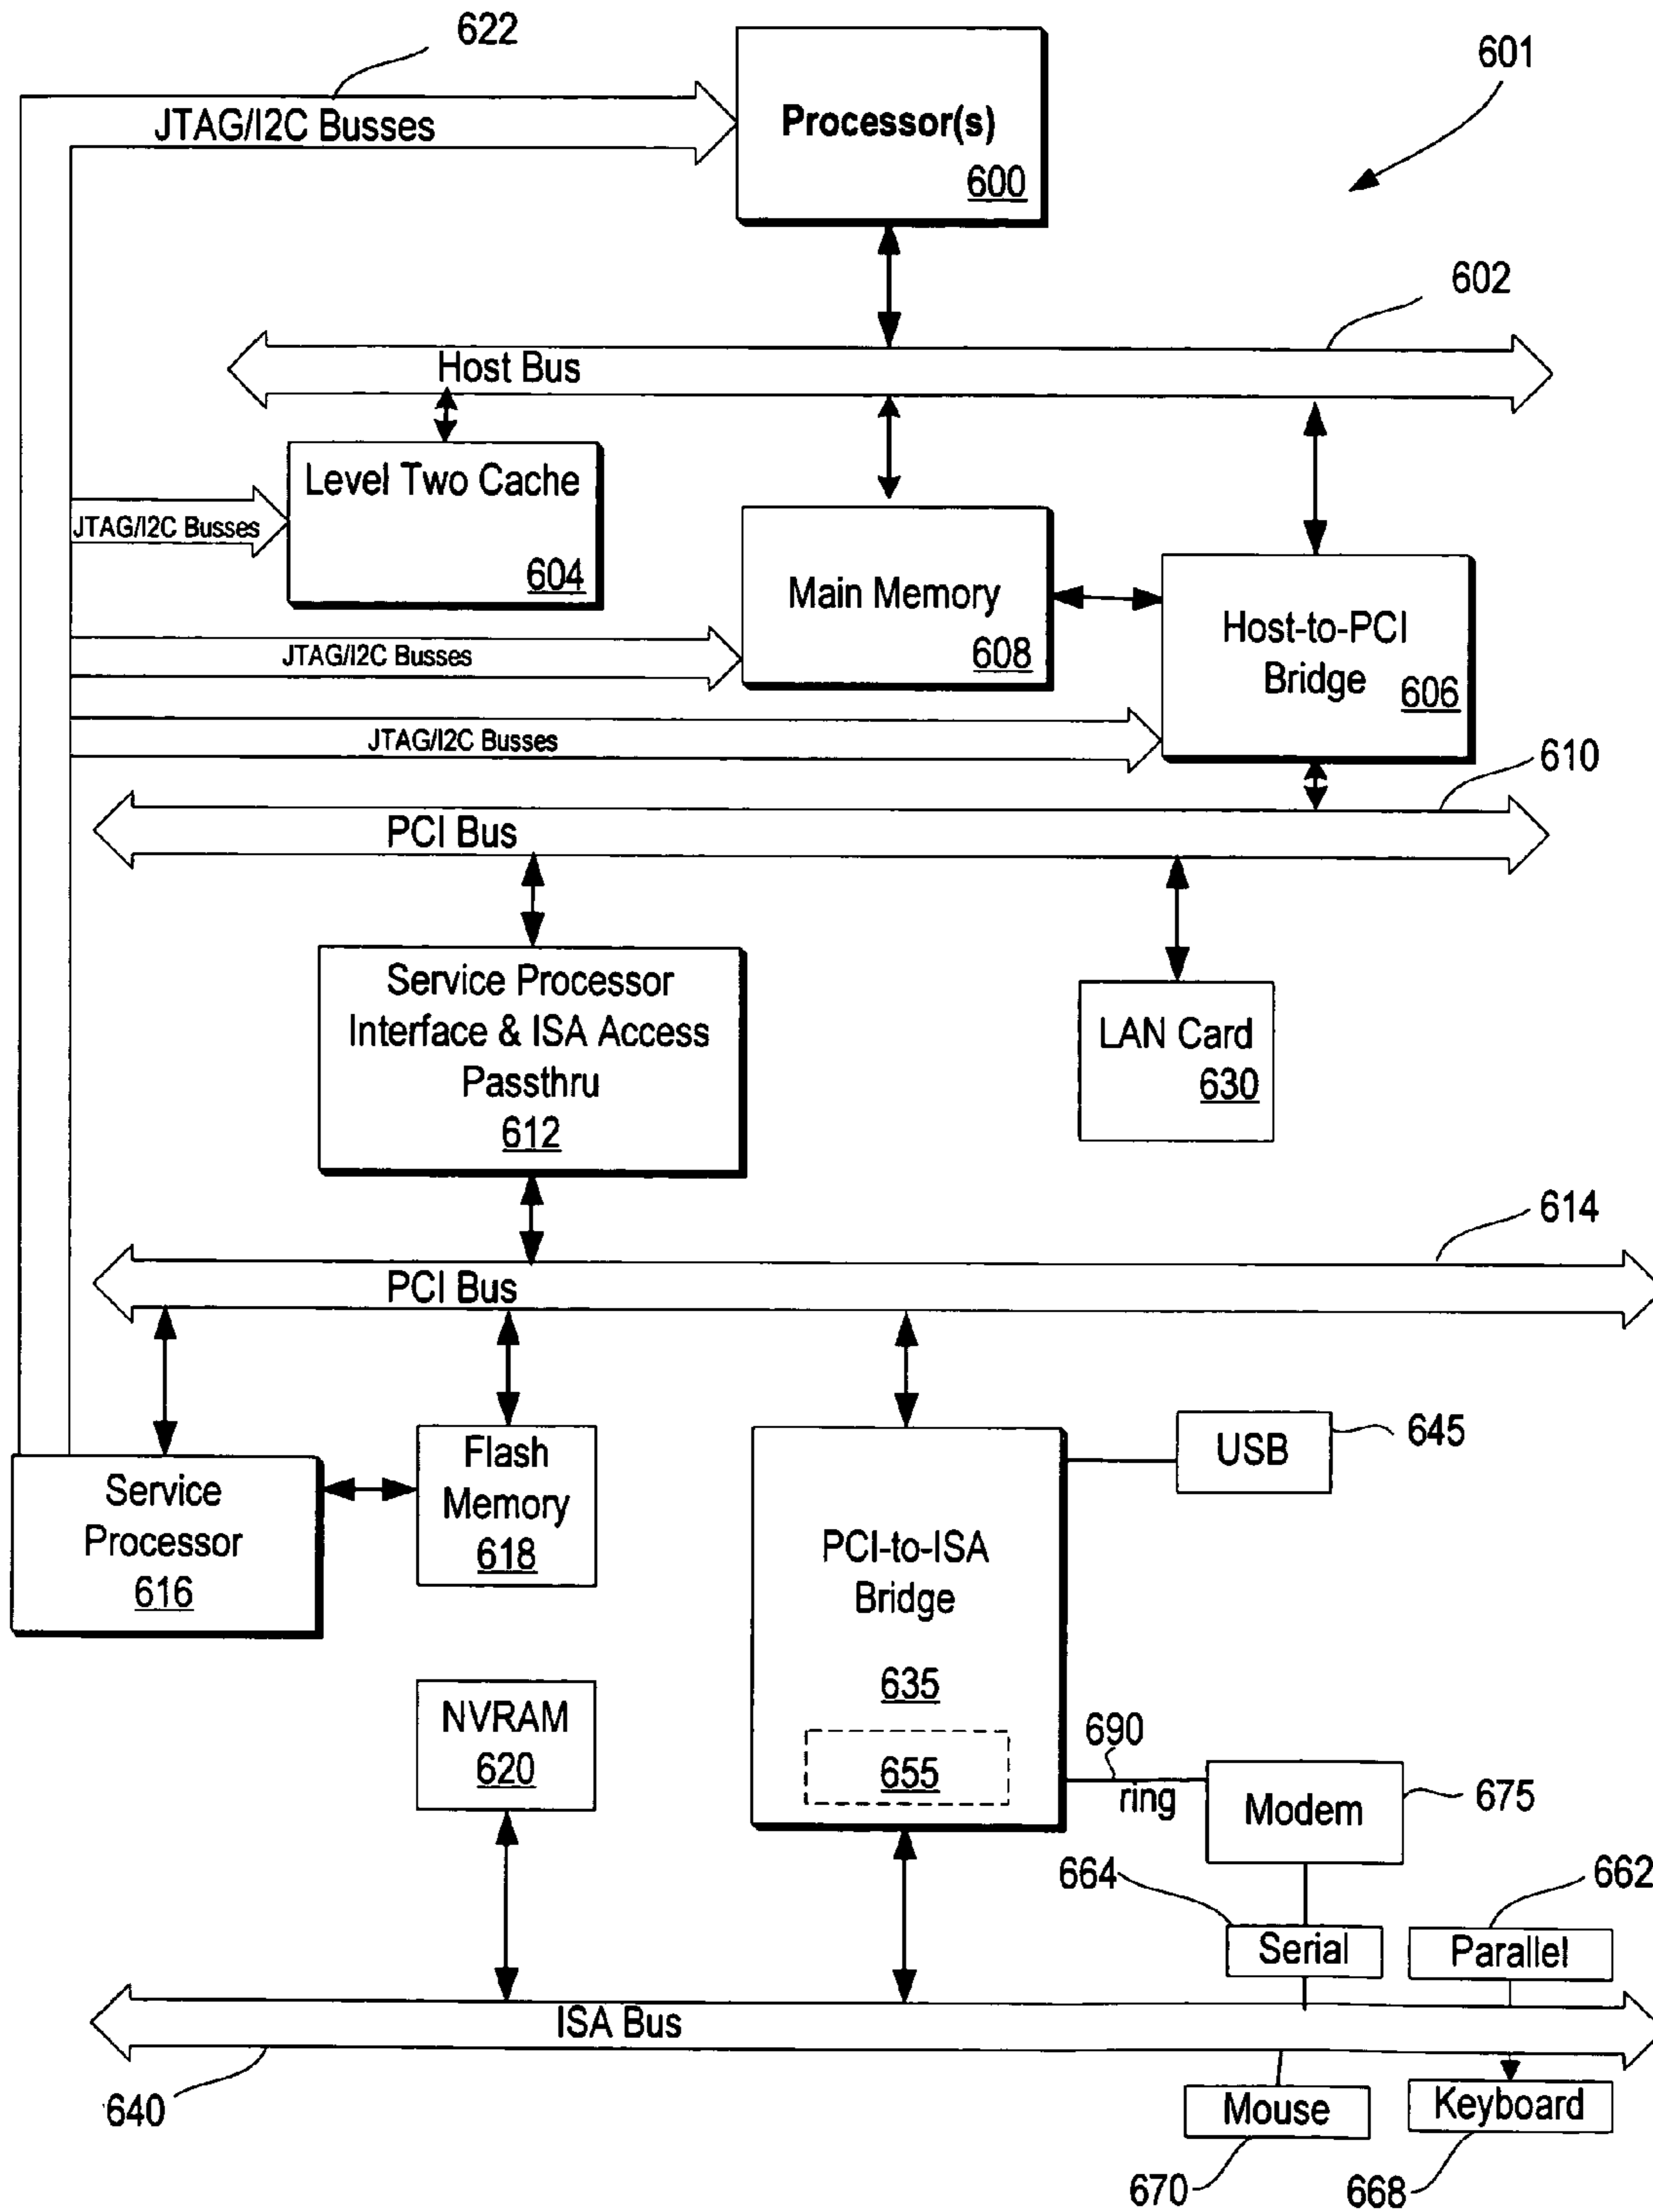 622
601
JTAG/I2C Busses
Processor(s)
600
602
Host Bus
Level Two Cache
604
JTAG/I2C Busses
Main Memory
608
Host-to-PCI
Bridge
606
JTAG/I2C Busses
JTAG/I2C Busses
610
PCI Bus
Service Processor
Interface & ISA Access
Passthru
612
LAN Card
630
614
PCI Bus
Service
Processor
616
Flash
Memory
618
PCI-to-ISA
Bridge
635
655
USB
645
NVRAM
620
690
ring
Modem
675
664
662
Serial
Parallel
ISA Bus
640
Mouse
Keyboard
670
668